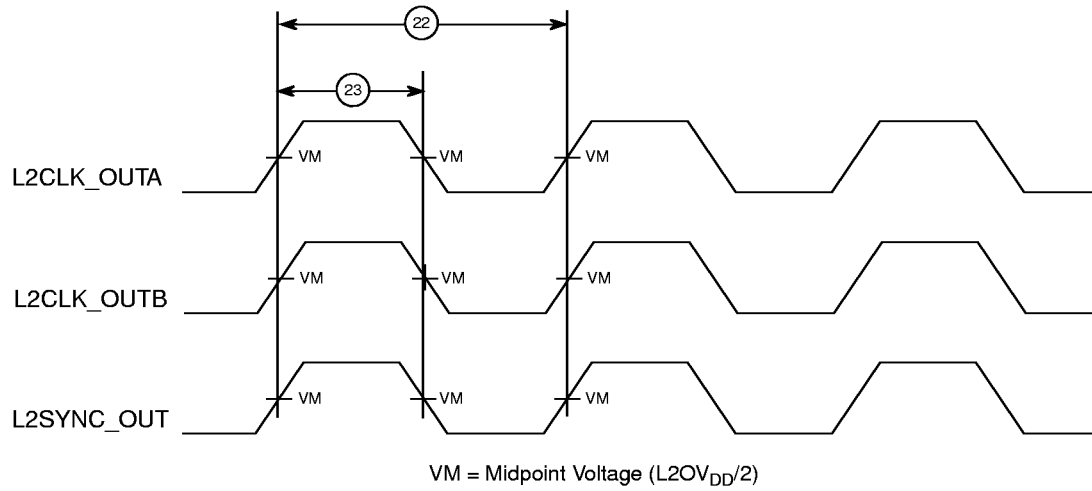 22
23
L2CLK_OUTA VM VM VM
L2CLK_OUTB VM VM VM
L2SYNC_OUT VM VM VM
VM = Midpoint Voltage (L2OVDD/2)